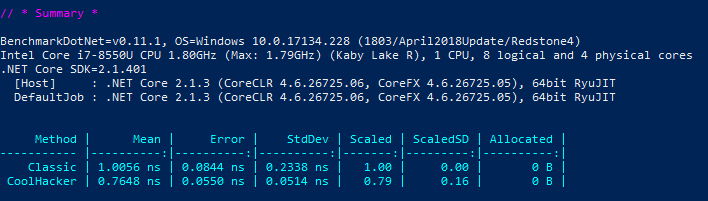 // * Summary *
BenchmarkDotNet=v0.11.1, OS=Windows 10.0.17134.228 (1803/April2018Update/Redstone4)
Intel Core i7-8550U CPU 1.80GHz (Max: 1.79GHz) (Kaby Lake R), 1 CPU, 8 logical and 4 physical cores
.NET Core SDK=2.1.401
  [Host]     : .NET Core 2.1.3 (CoreCLR 4.6.26725.06, CoreFX 4.6.26725.05), 64bit RyuJIT
  DefaultJob : .NET Core 2.1.3 (CoreCLR 4.6.26725.06, CoreFX 4.6.26725.05), 64bit RyuJIT
     Method |      Mean |     Error |    StdDev | Scaled | ScaledSD | Allocated |
----------- |----------:|----------:|----------:|-------:|---------:|----------:|
    Classic | 1.0056 ns | 0.0844 ns | 0.2338 ns |   1.00 |     0.00 |       0 B |
 CoolHacker | 0.7648 ns | 0.0550 ns | 0.0514 ns |   0.79 |     0.16 |       0 B |